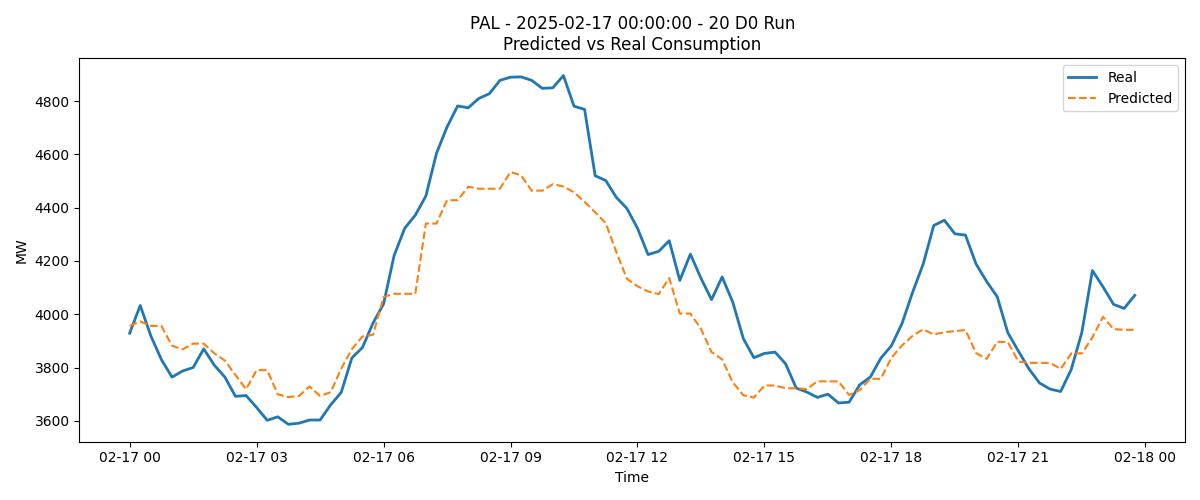 PAL - 2025-02-17 00:00:00 - 20 D0 Run
Predicted vs Real Consumption
Real
Predicted
MW
4800
4600
4400
4200
4000
3800
3600
02-17 00
02-17 03
02-17 06
02-17 09
02-17 12
02-17 15
02-17 18
02-17 21
02-18 00
Time